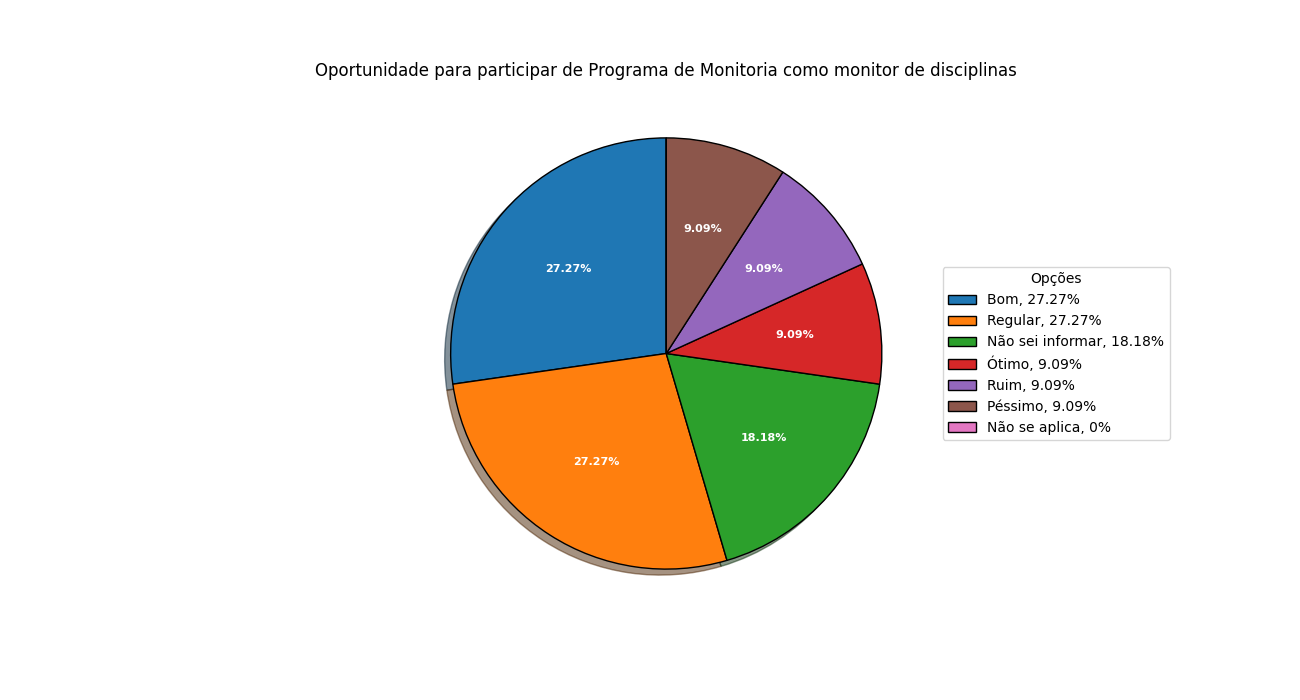 Oportunidade para participar de Programa de Monitoria como monitor de disciplinas
9.09%
27.27%
9.09%
9.09%
18.18%
27.27%
Opções
Bom, 27.27%
Regular, 27.27%
Não sei informar, 18.18%
Ótimo, 9.09%
Ruim, 9.09%
Péssimo, 9.09%
Não se aplica, 0%